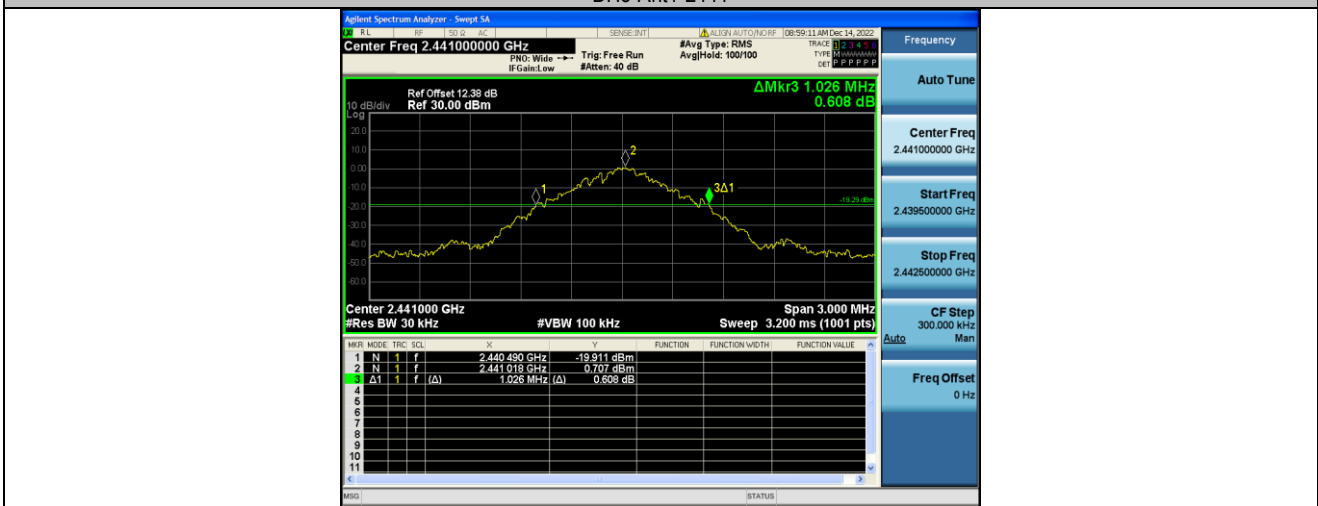 Agilent Spectrum Analyzer - Swept SA
RL RF 50 Ω AC SENSE:INT ALIGN AUTO/NO RF 08:59:11 AM Dec 14, 2022
Center Freq 2.441000000 GHz
PNO: Wide
IFGain:Low
Trig: Free Run
#Atten: 40 dB
#Avg Type: RMS
Avg|Hold: 100/100
TRACE 1 2 3 4 5 6
TYPE M
DET P P P P P P
Frequency
Auto Tune
Center Freq
2.441000000 GHz
Start Freq
2.439500000 GHz
Stop Freq
2.442500000 GHz
CF Step
300.000 kHz
Auto Man
Freq Offset
0 Hz
ΔMkr3 1.026 MHz
0.608 dB
Ref Offset 12.38 dB
10 dB/div Ref 30.00 dBm
Log
20.0
10.0
0.00
-10.0
-20.0
-30.0
-40.0
-50.0
-60.0
1
2
3Δ1
-19.29 dBm
Center 2.441000 GHz Span 3.000 MHz
#Res BW 30 kHz #VBW 100 kHz Sweep 3.200 ms (1001 pts)
MKR MODE TRC SCL X Y FUNCTION FUNCTION WIDTH FUNCTION VALUE
1 N 1 f 2.440 490 GHz -19.911 dBm
2 N 1 f 2.441 018 GHz 0.707 dBm
3 Δ1 1 f (Δ) 1.026 MHz (Δ) 0.608 dB
4
5
6
7
8
9
10
11
MSG STATUS